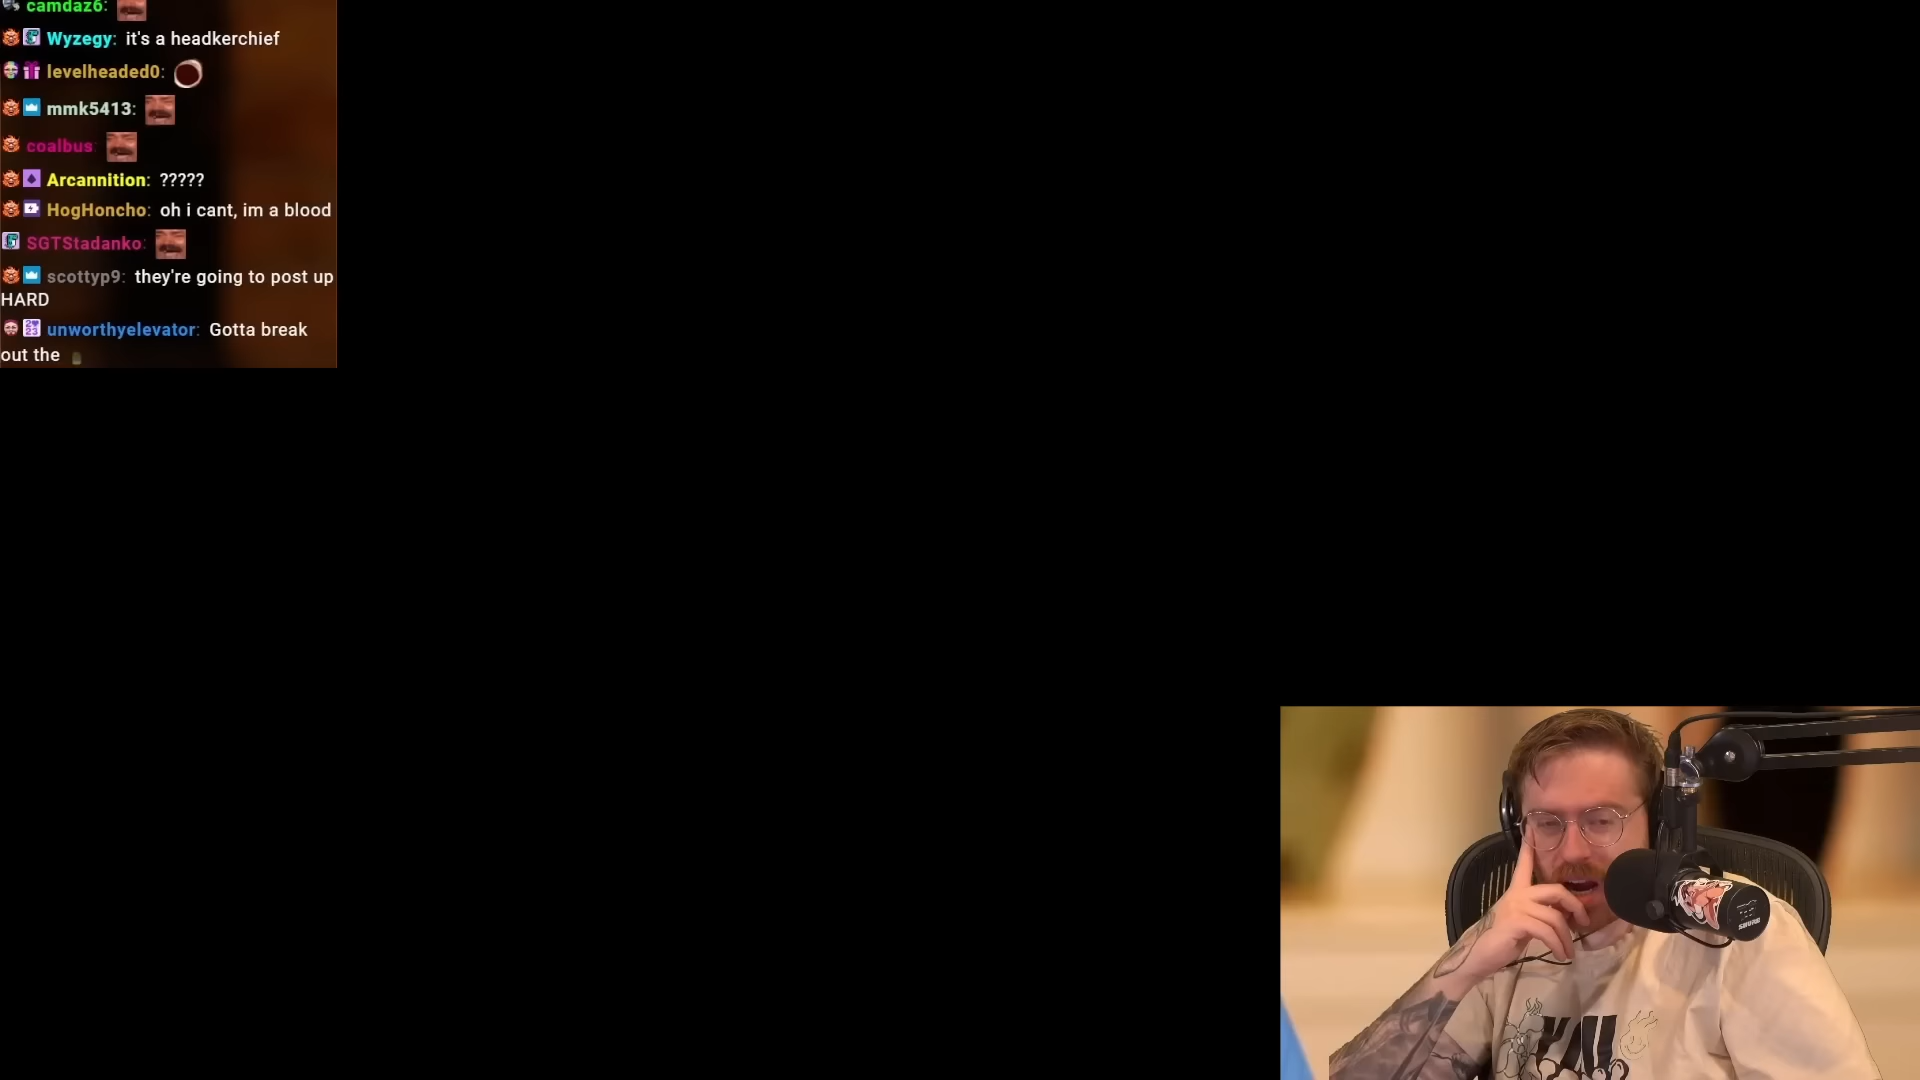 camdaz6:
Wyzegy: it's a headkerchief
levelheaded0:
mmk5413:
coalbus
Arcannition: ?????
HogHoncho: oh i cant, im a blood
SGTStadanko:
scottyp9: they're going to post up
HARD
unworthyelevator: Gotta break
out the
SHURE